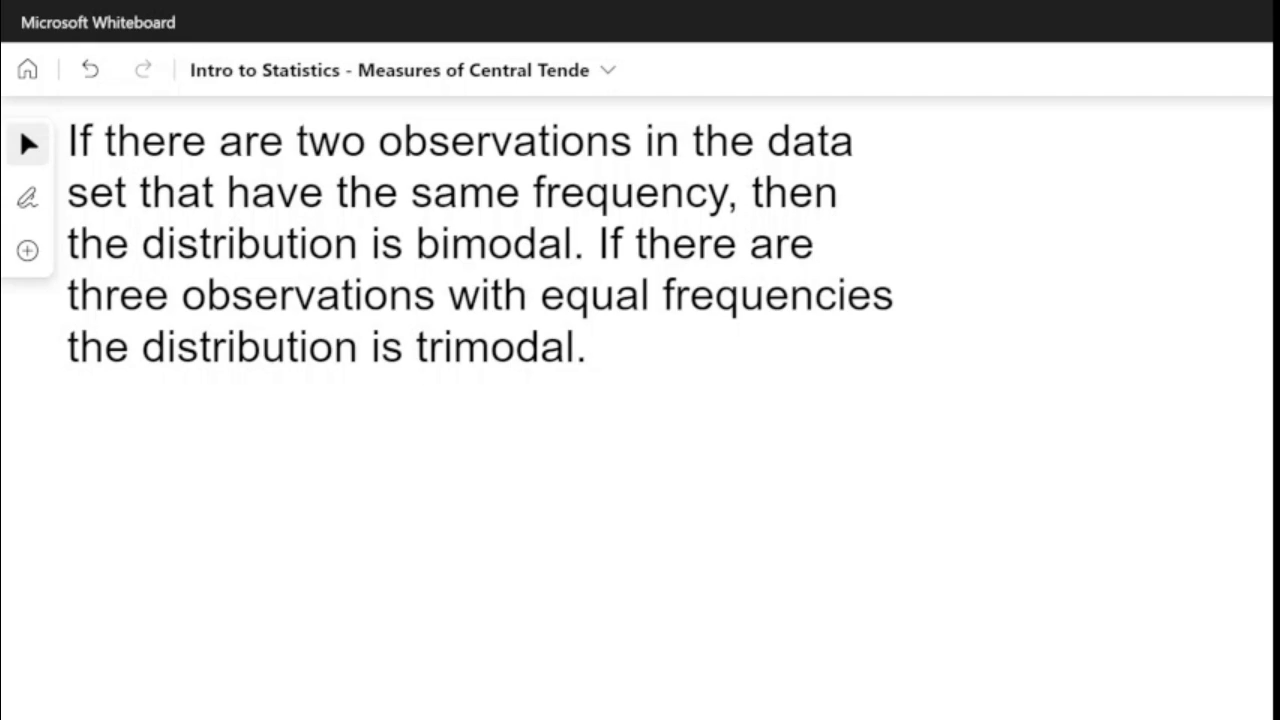 Microsoft Whiteboard
Intro to Statistics - Measures of Central Tende
If there are two observations in the data
set that have the same frequency, then
the distribution is bimodal. If there are
three observations with equal frequencies
the distribution is trimodal.